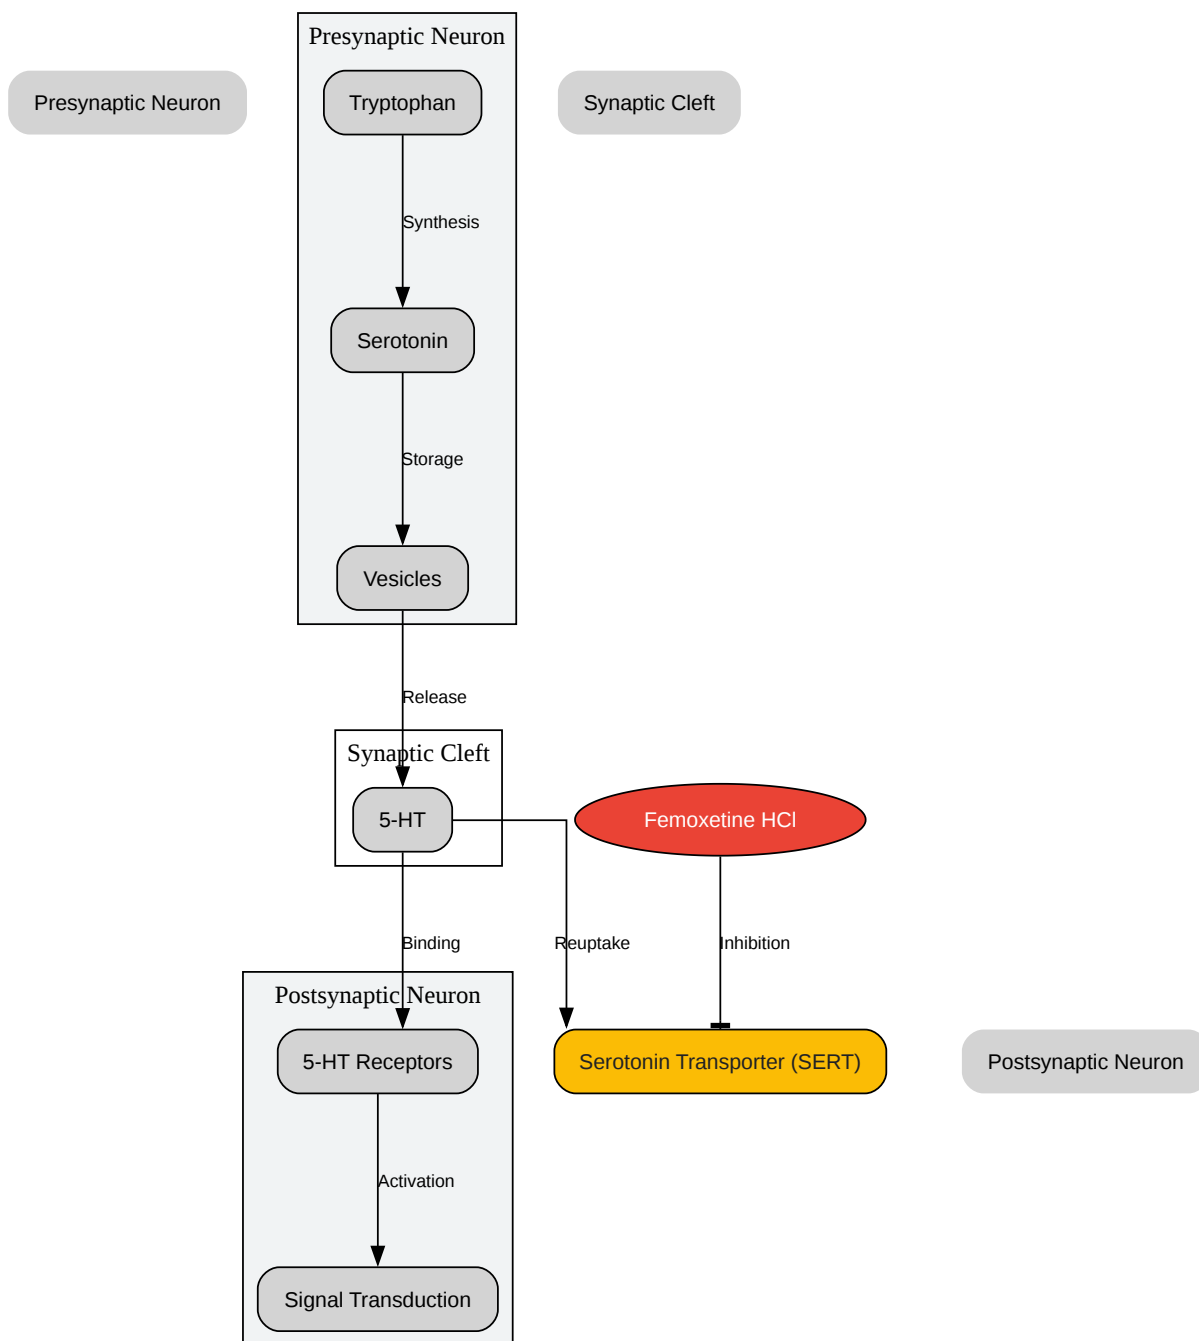 Presynaptic Neuron
Presynaptic Neuron
Tryptophan
Synaptic Cleft
Synthesis
Serotonin
Storage
Vesicles
Release
Synaptic Cleft
5-HT
Femoxetine HCl
Binding
Reuptake
Inhibition
Postsynaptic Neuron
5-HT Receptors
Serotonin Transporter (SERT)
Postsynaptic Neuron
Activation
Signal Transduction